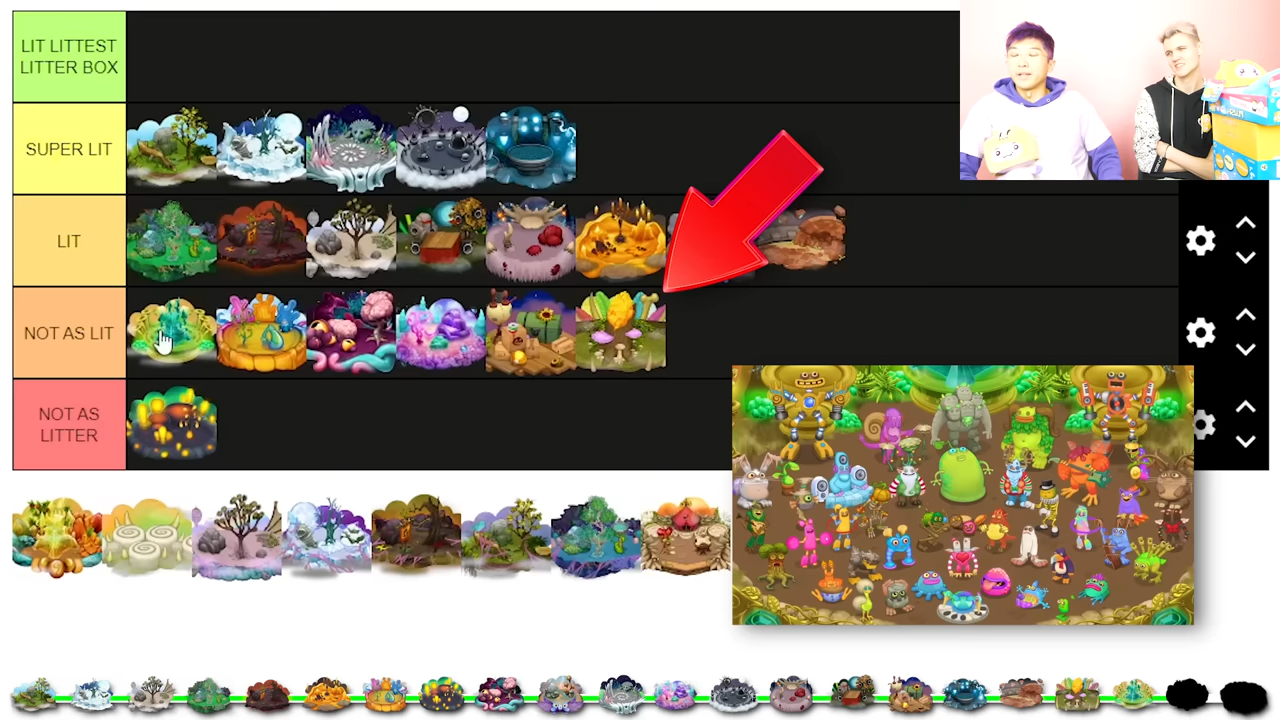 LIT LITTEST
LITTER BOX
SUPER LIT
LIT
NOT AS LIT
NOT AS
LITTER